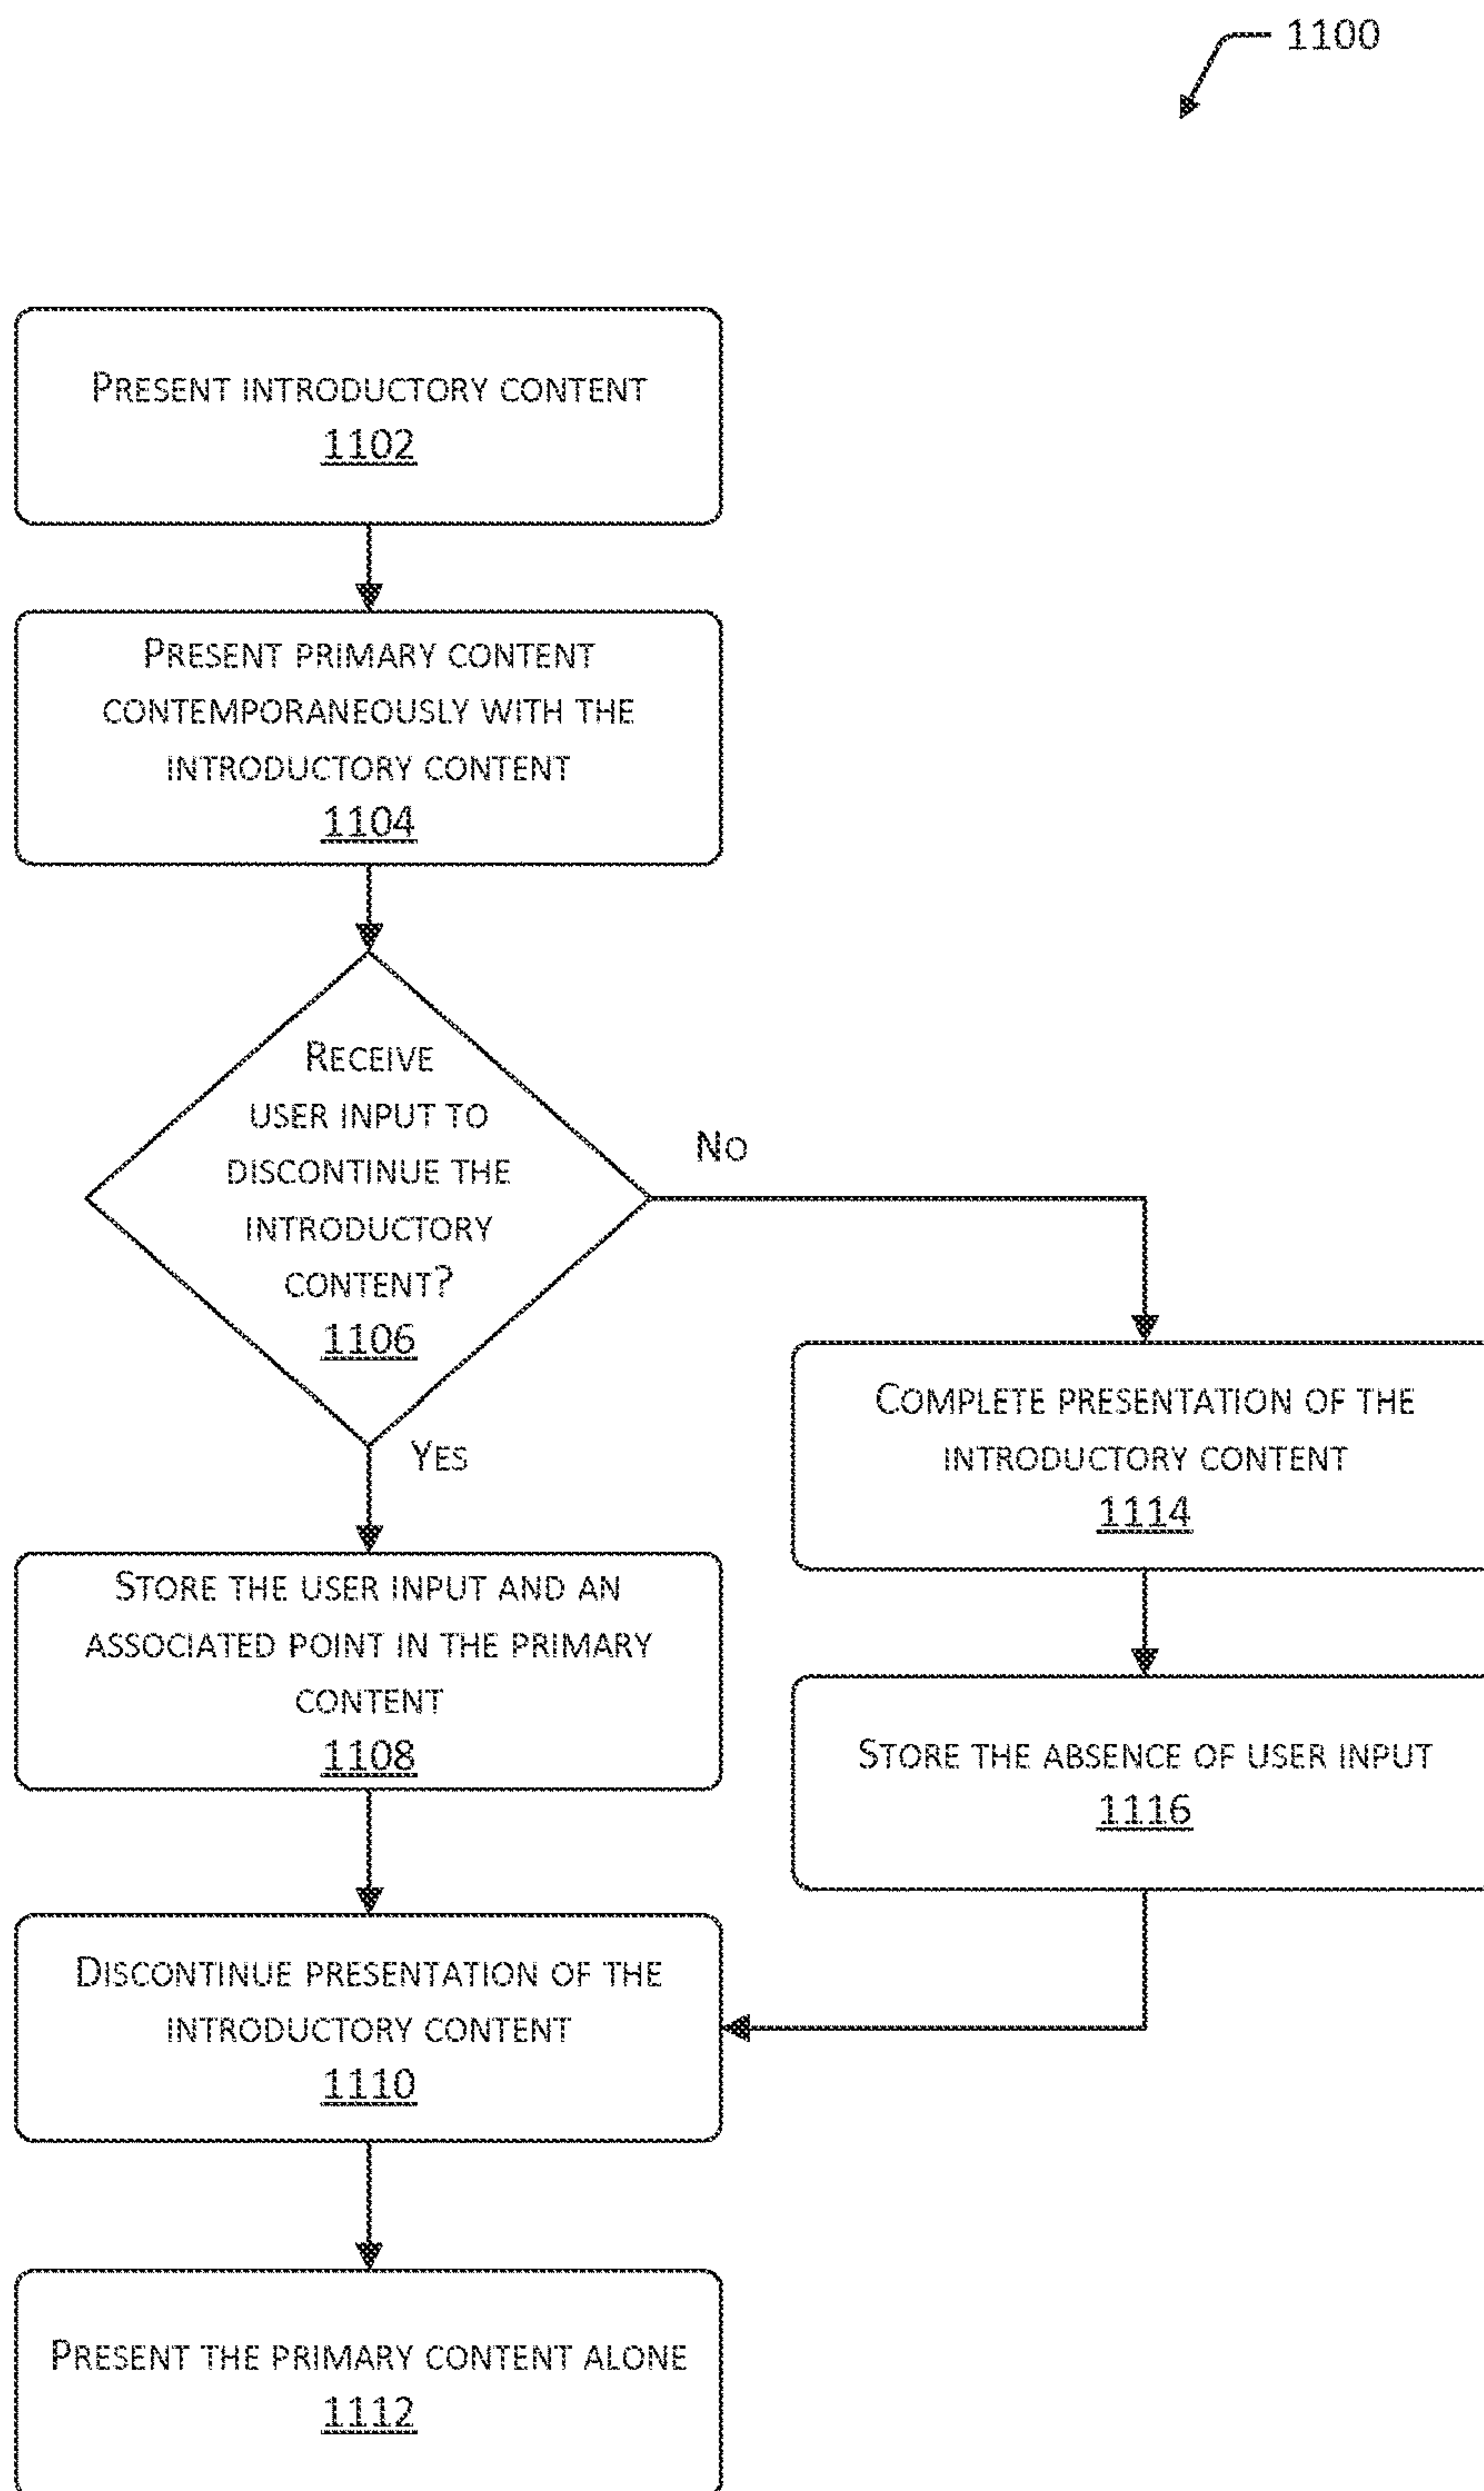 1100
PRESENT INTRODUCTORY CONTENT
1102
PRESENT PRIMARY CONTENT
CONTEMPORANEOUSLY WITH THE
INTRODUCTORY CONTENT
1104
RECEIVE
USER INPUT TO
DISCONTINUE THE
INTRODUCTORY
CONTENT?
1106
NO
YES
COMPLETE PRESENTATION OF THE
INTRODUCTORY CONTENT
1114
STORE THE USER INPUT AND AN
ASSOCIATED POINT IN THE PRIMARY
CONTENT
1108
STORE THE ABSENCE OF USER INPUT
1116
DISCONTINUE PRESENTATION OF THE
INTRODUCTORY CONTENT
1110
PRESENT THE PRIMARY CONTENT ALONE
1112